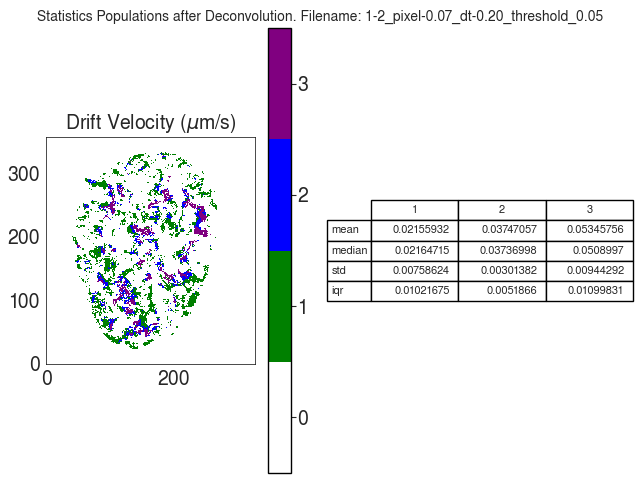 Statistics Populations after Deconvolution. Filename: 1-2_pixel-0.07_dt-0.20_threshold_0.05
Drift Velocity (μm/s)
300
200
100
0
0 200
3
2
1
0
1 2 3
mean 0.02155932 0.03747057 0.05345756
median 0.02164715 0.03736998 0.0508997
std 0.00758624 0.00301382 0.00944292
iqr 0.01021675 0.0051866 0.01099831